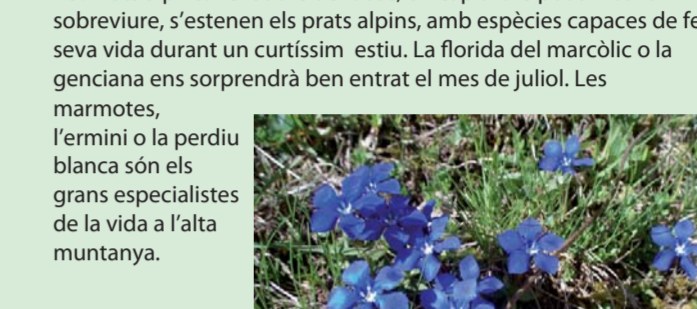 sobreviure, s’estenen els prats alpins, amb espècies capaces de
seva vida durant un curtíssim estiu. La florida del marcòlic o la
genciana ens sorprendrà ben entrat el mes de juliol. Les
marmotes,
l’ermini o la perdiu
blanca són els
grans especialistes
de la vida a l’alta
muntanya.